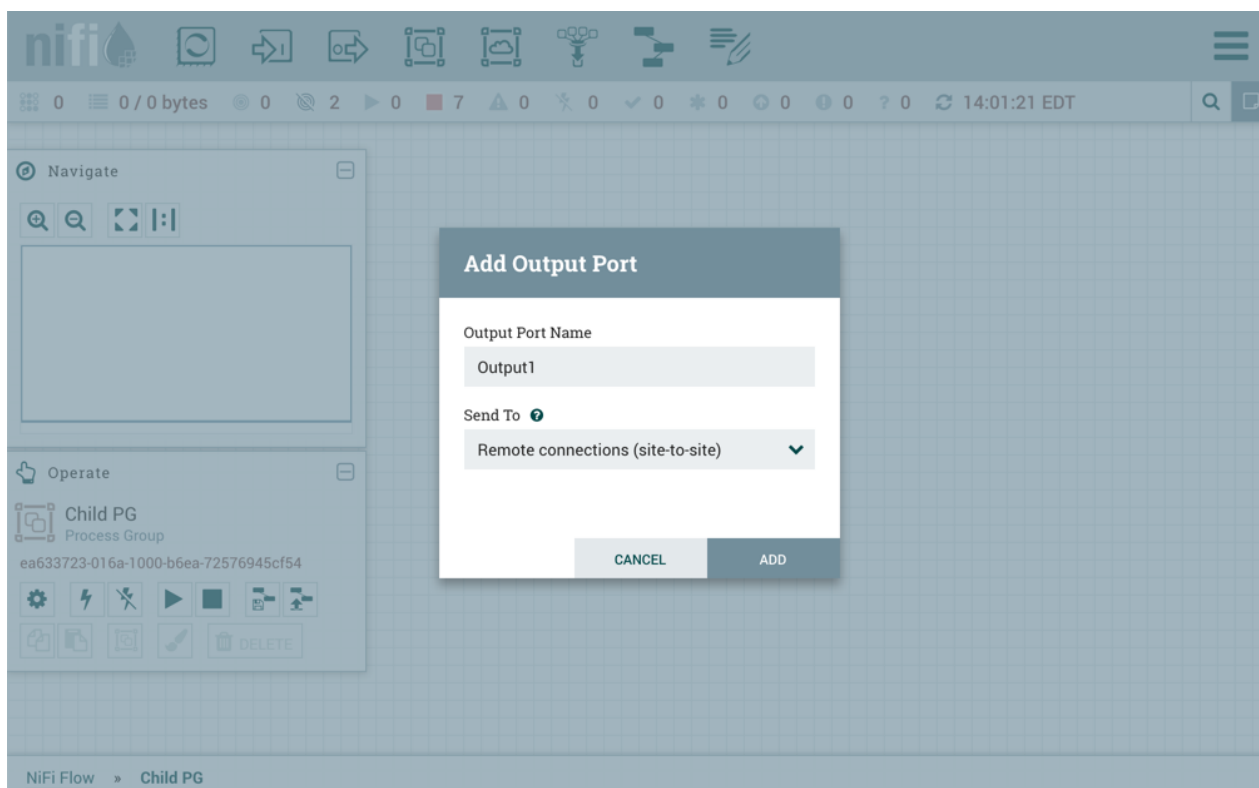 nifi
0 0 / 0 bytes 0 2 0 7 0 0 0 0 0 0 ? 0 14:01:21 EDT
Navigate
Add Output Port
Output Port Name
Output1
Send To ?
Remote connections (site-to-site)
CANCEL ADD
Operate
Child PG
Process Group
ea633723-016a-1000-b6ea-72576945cf54
DELETE
NiFi Flow » Child PG